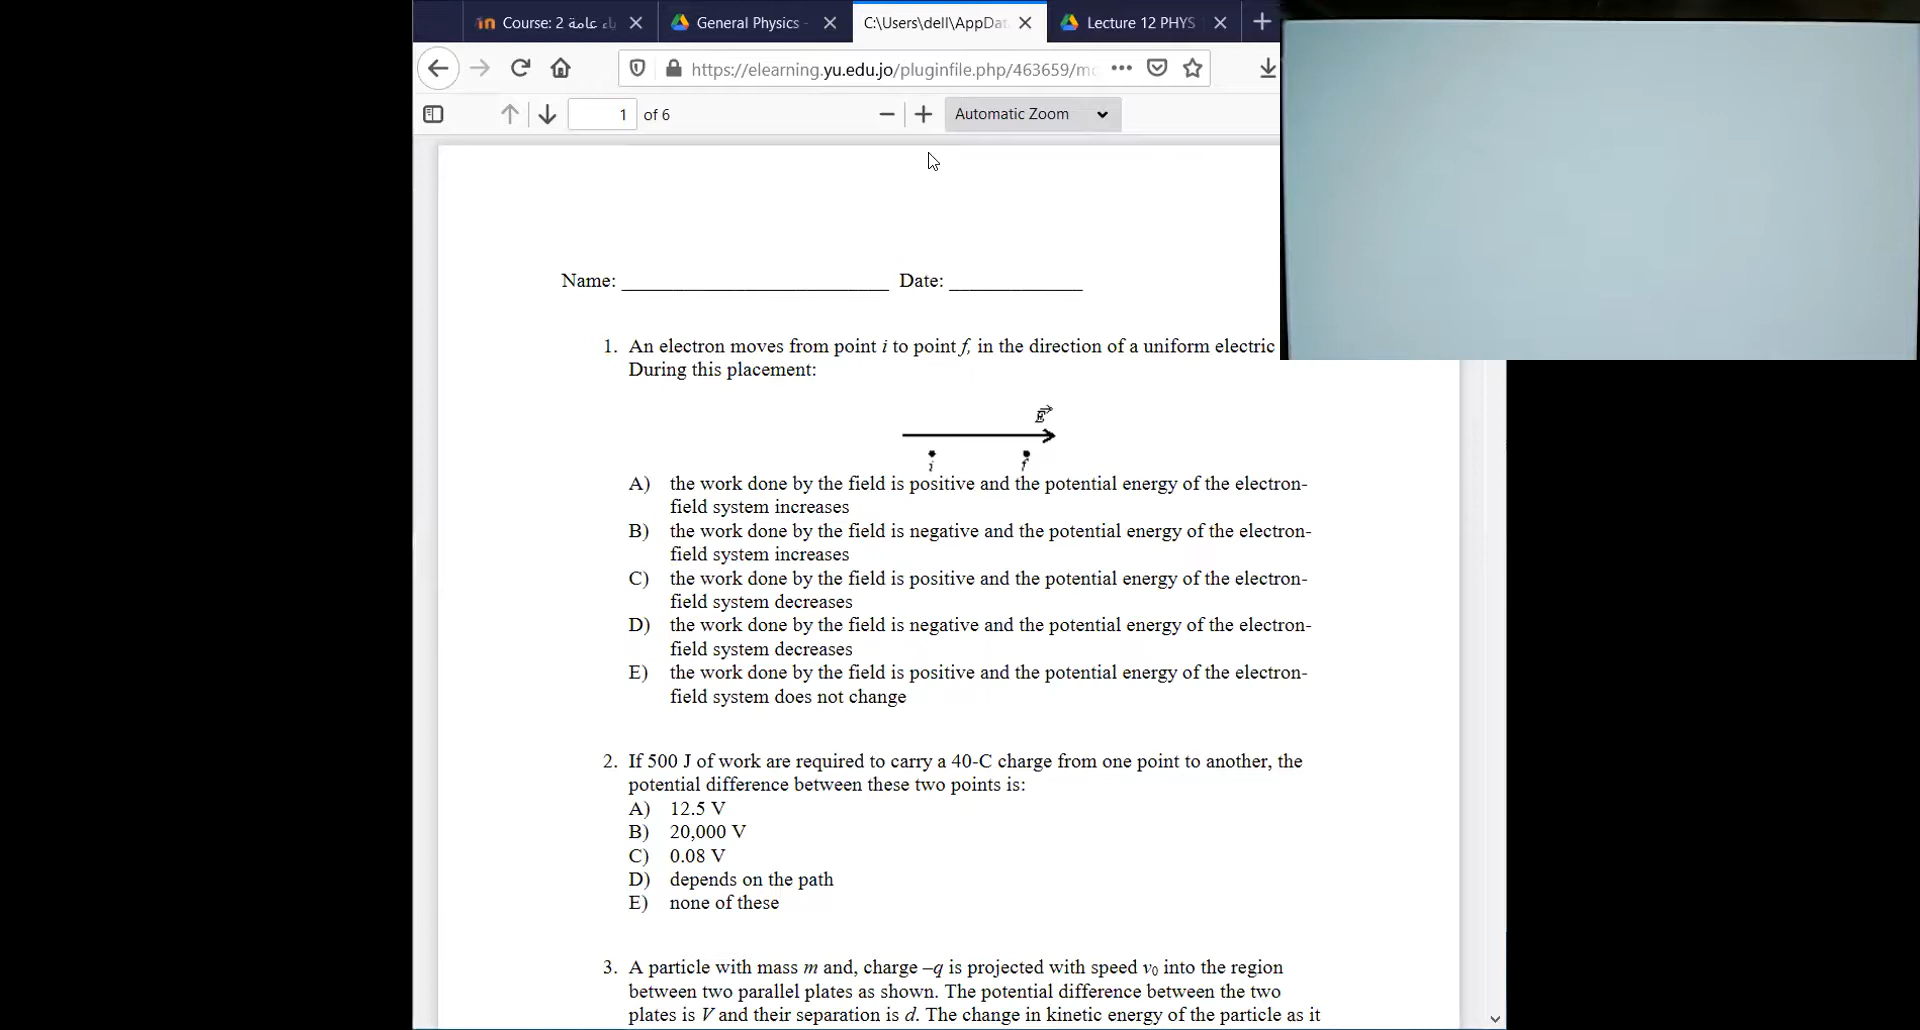 Course: 2 ياء عامة
General Physics -
C:\Users\dell\AppDat
Lecture 12 PHYS
https://elearning.yu.edu.jo/pluginfile.php/463659/mo
1 of 6
Automatic Zoom
Name: Date:
1. An electron moves from point i to point f, in the direction of a uniform electric
During this placement:
E
i f
A) the work done by the field is positive and the potential energy of the electron-
field system increases
B) the work done by the field is negative and the potential energy of the electron-
field system increases
C) the work done by the field is positive and the potential energy of the electron-
field system decreases
D) the work done by the field is negative and the potential energy of the electron-
field system decreases
E) the work done by the field is positive and the potential energy of the electron-
field system does not change
2. If 500 J of work are required to carry a 40-C charge from one point to another, the
potential difference between these two points is:
A) 12.5 V
B) 20,000 V
C) 0.08 V
D) depends on the path
E) none of these
3. A particle with mass m and, charge –q is projected with speed v0 into the region
between two parallel plates as shown. The potential difference between the two
plates is V and their separation is d. The change in kinetic energy of the particle as it